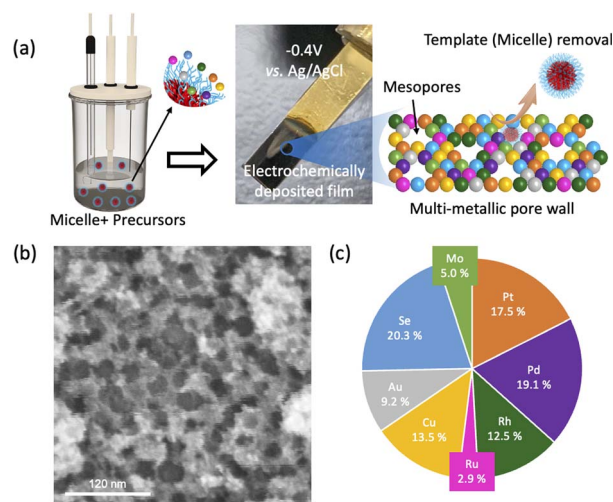 (a)
-0.4V
vs. Ag/AgCl
Electrochemically
deposited film
Micelle+ Precursors
Template (Micelle) removal
Mesopores
Multi-metallic pore wall
(b)
120 nm
(c)
Mo
5.0 %
Pt
17.5 %
Pd
19.1 %
Rh
12.5 %
Ru
2.9 %
Cu
13.5 %
Au
9.2 %
Se
20.3 %